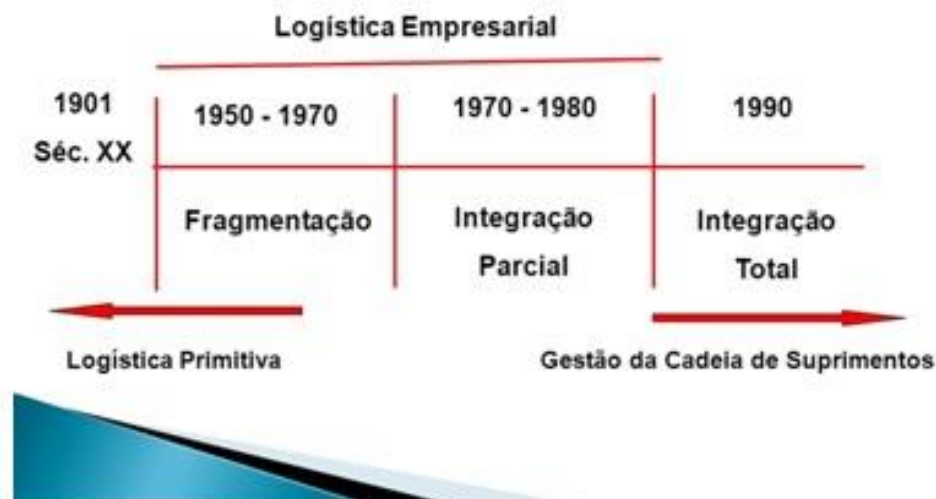 Logística Empresarial
1901
Séc. XX
1950 - 1970
1970 - 1980
1990
Fragmentação
Integração
Parcial
Integração
Total
Logística Primitiva
Gestão da Cadeia de Suprimentos